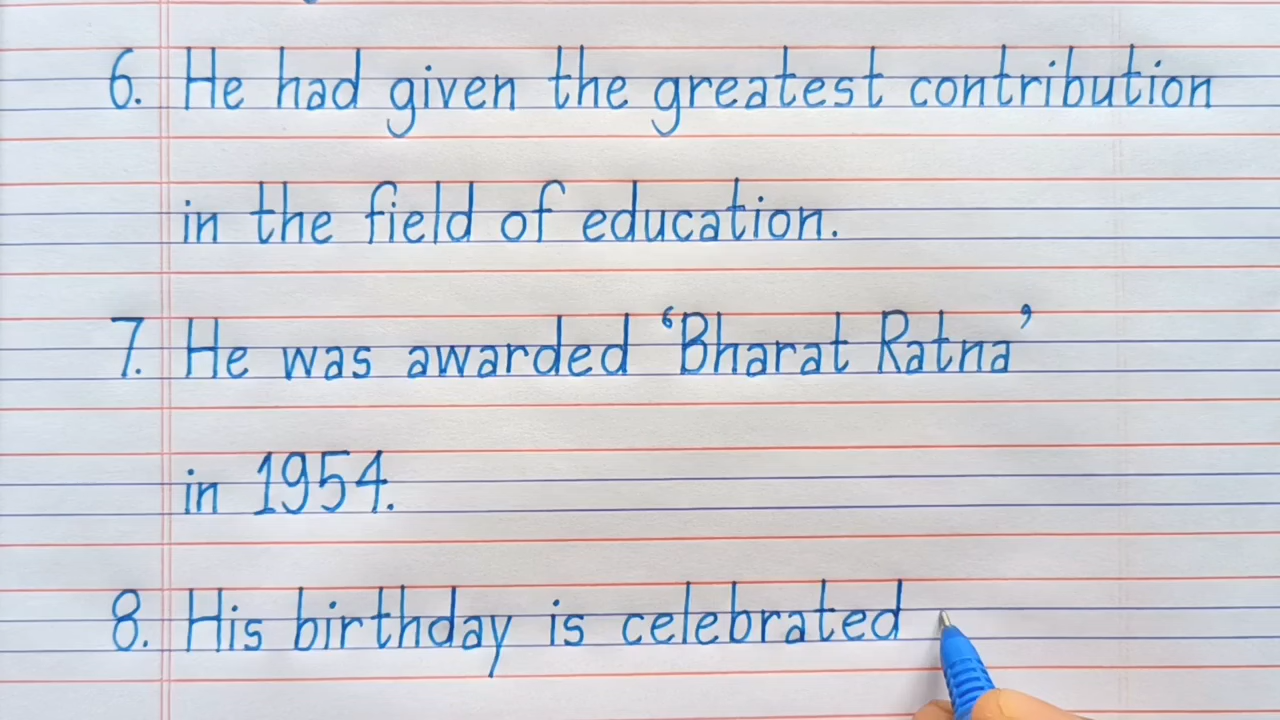 6. He had given the greatest contribution
in the field of education.
7. He was awarded ‘Bharat Ratna’
in 1954.
8. His birthday is celebrated